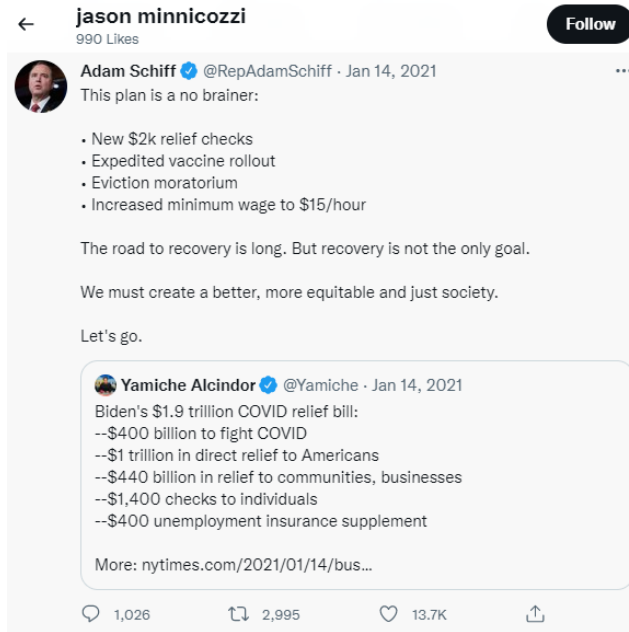 jason minnicozzi
990 Likes
Follow
Adam Schiff @RepAdamSchiff · Jan 14, 2021
This plan is a no brainer:
• New $2k relief checks
• Expedited vaccine rollout
• Eviction moratorium
• Increased minimum wage to $15/hour
The road to recovery is long. But recovery is not the only goal.
We must create a better, more equitable and just society.
Let's go.
Yamiche Alcindor @Yamiche · Jan 14, 2021
Biden's $1.9 trillion COVID relief bill:
--$400 billion to fight COVID
--$1 trillion in direct relief to Americans
--$440 billion in relief to communities, businesses
--$1,400 checks to individuals
--$400 unemployment insurance supplement
More: nytimes.com/2021/01/14/bus...
1,026 2,995 13.7K